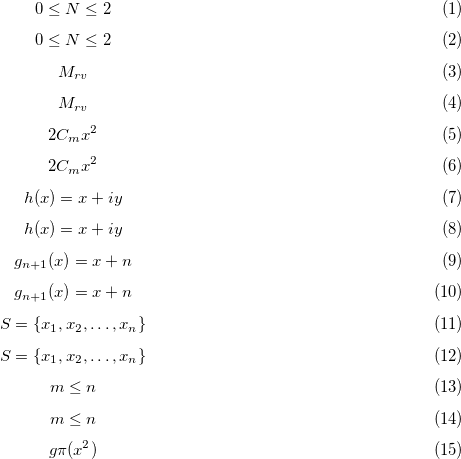 0 ≤ N ≤ 2 (1)
0 ≤ N ≤ 2 (2)
M_{rv} (3)
M_{rv} (4)
2C_m x^2 (5)
2C_m x^2 (6)
h(x) = x + iy (7)
h(x) = x + iy (8)
g_{n+1}(x) = x + n (9)
g_{n+1}(x) = x + n (10)
S = {x_1, x_2, . . . , x_n} (11)
S = {x_1, x_2, . . . , x_n} (12)
m ≤ n (13)
m ≤ n (14)
gπ(x^2) (15)